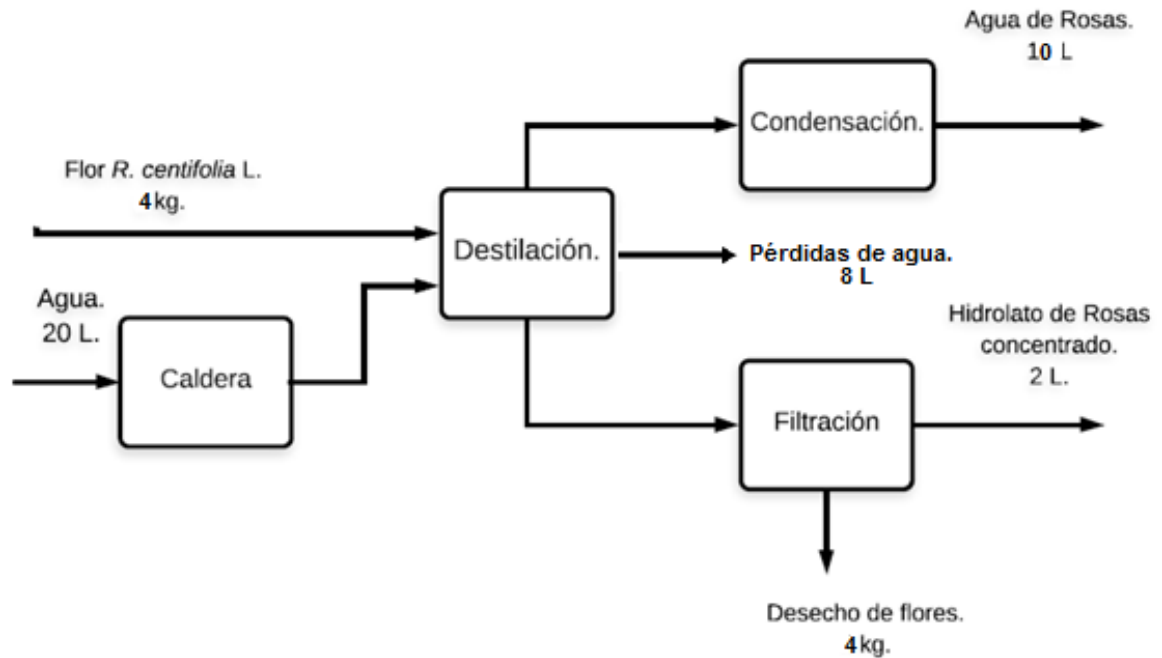 Agua de Rosas.
10 L
Condensación.
Flor R. centifolia L.
4 kg.
Destilación.
Pérdidas de agua.
8 L
Agua.
20 L.
Caldera
Hidrolato de Rosas
concentrado.
2 L.
Filtración
Desecho de flores.
4 kg.